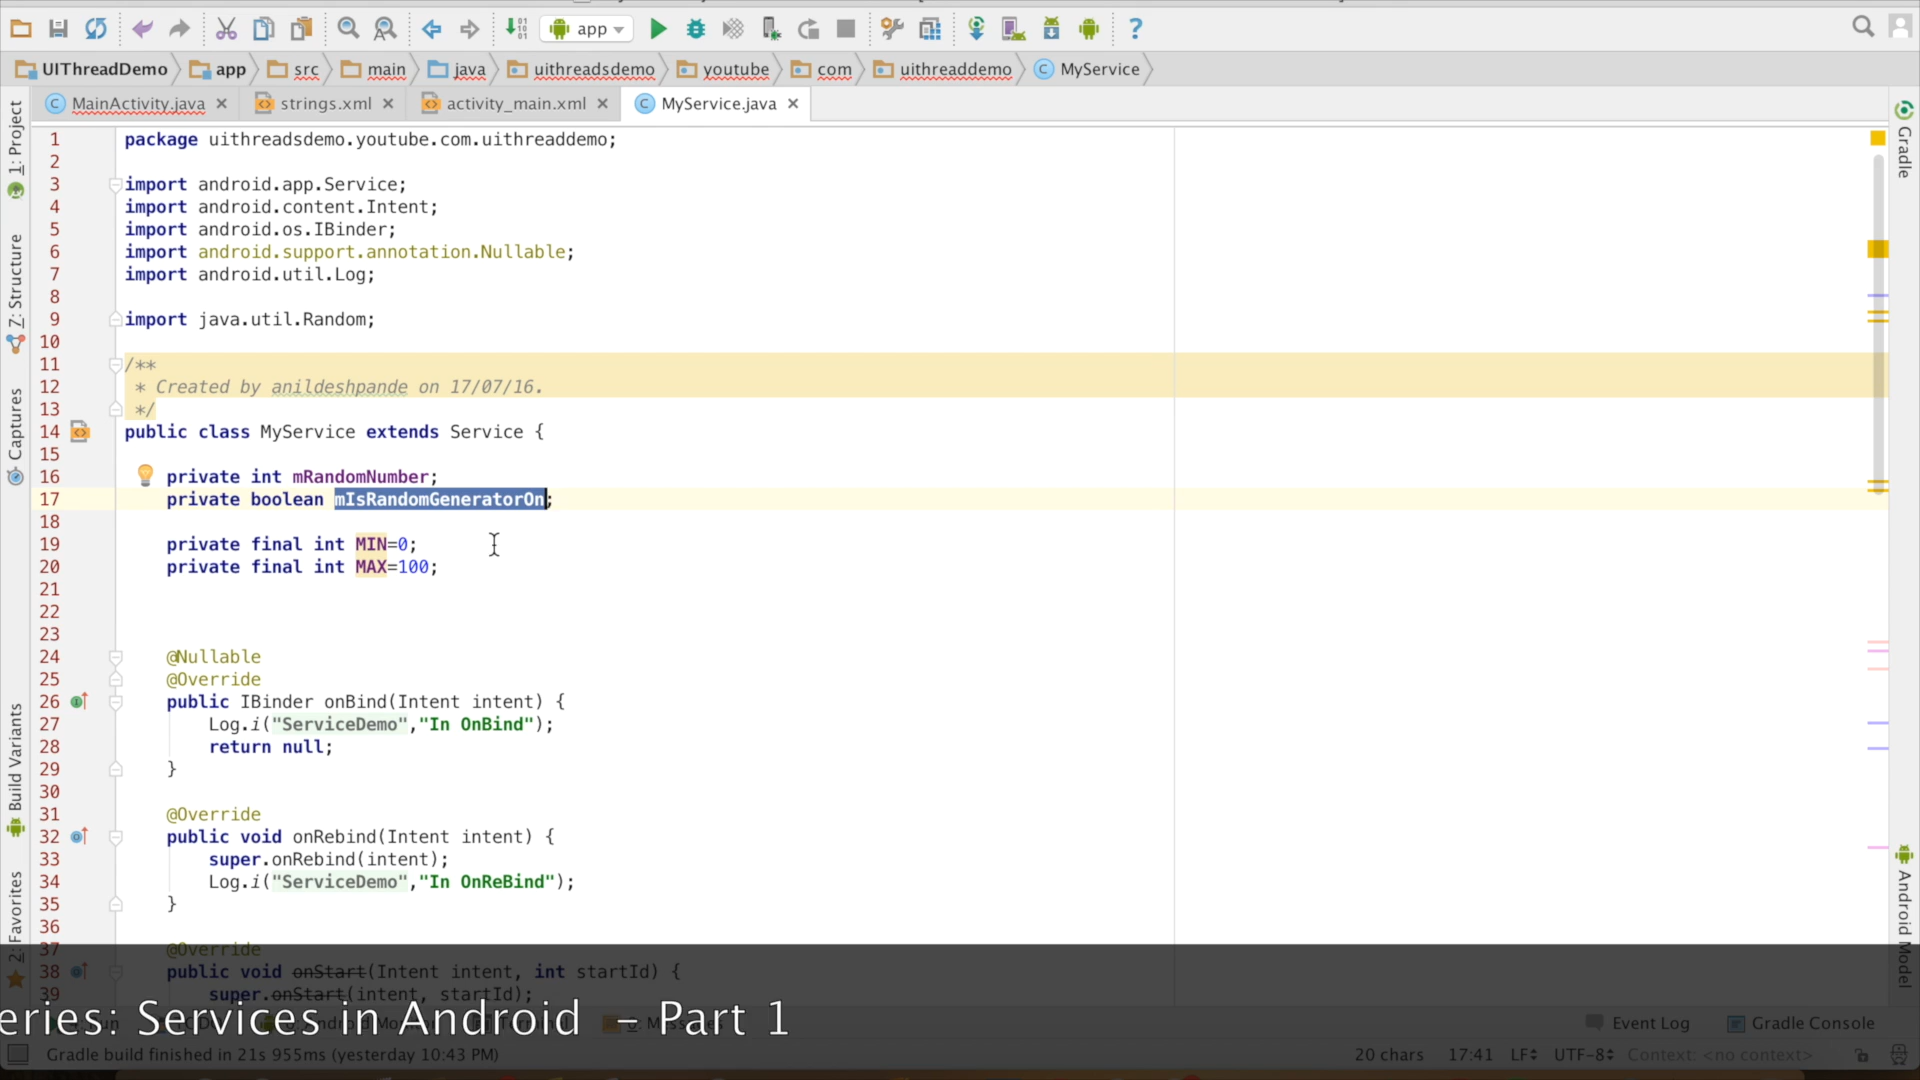 app
UIThreadDemo app src main java uithreadsdemo youtube com uithreaddemo MyService
MainActivity.java strings.xml activity_main.xml MyService.java
1: Project
Z: Structure
Captures
Build Variants
2: Favorites
Gradle
Android Model
1 package uithreadsdemo.youtube.com.uithreaddemo;
2
3 import android.app.Service;
4 import android.content.Intent;
5 import android.os.IBinder;
6 import android.support.annotation.Nullable;
7 import android.util.Log;
8
9 import java.util.Random;
10
11 /**
12 * Created by anildeshpande on 17/07/16.
13 */
14 public class MyService extends Service {
15
16 private int mRandomNumber;
17 private boolean mIsRandomGeneratorOn;
18
19 private final int MIN=0;
20 private final int MAX=100;
21
22
23
24 @Nullable
25 @Override
26 public IBinder onBind(Intent intent) {
27 Log.i("ServiceDemo","In OnBind");
28 return null;
29 }
30
31 @Override
32 public void onRebind(Intent intent) {
33 super.onRebind(intent);
34 Log.i("ServiceDemo","In OnReBind");
35 }
36
37 @Override
38 public void onStart(Intent intent, int startId) {
39 super.onStart(intent, startId);
eries: Services in Android – Part 1
Event Log Gradle Console
Gradle build finished in 21s 955ms (yesterday 10:43 PM)
20 chars 17:41 LF UTF-8 Context: <no context>